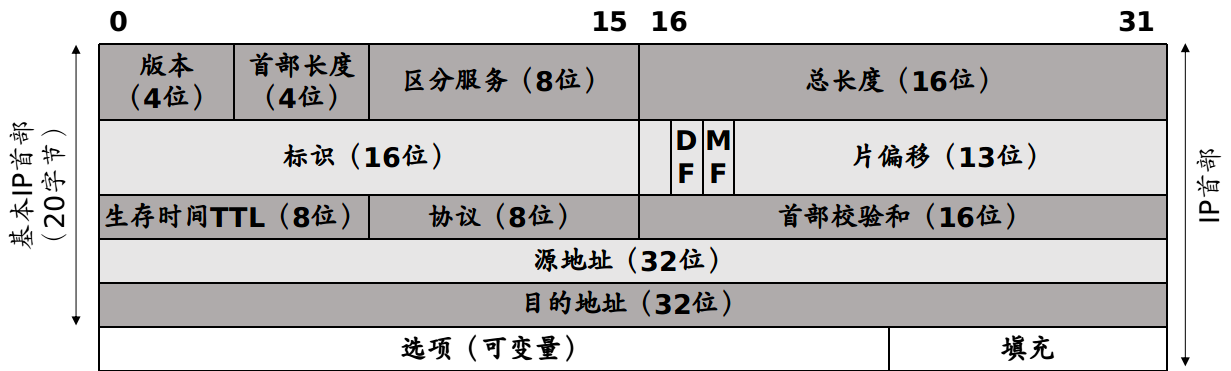 0 15 16 31
版本 首部长度 区分服务（8位） 总长度（16位）
（4位） （4位）
标识（16位） D M 片偏移（13位）
F F
生存时间TTL（8位） 协议（8位） 首部校验和（16位）
源地址（32位）
目的地址（32位）
选项（可变量） 填充
基本IP首部
（20字节）
IP首部